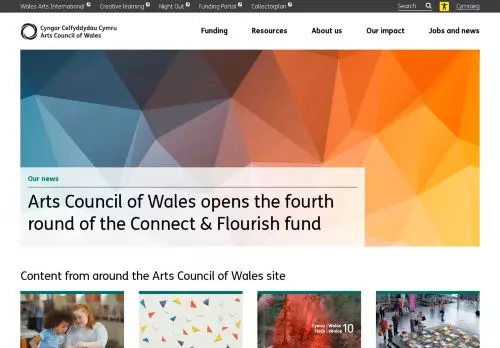 Wales Arts International Creative learning Night Out Funding Portal Collectorplan Search Cymraeg
Cyngor Celfyddydau Cymru
Arts Council of Wales
Funding Resources About us Our impact Jobs and news
Our news
Arts Council of Wales opens the fourth
round of the Connect & Flourish fund
Content from around the Arts Council of Wales site
Cymru | Wales
Fenis | Venice 10